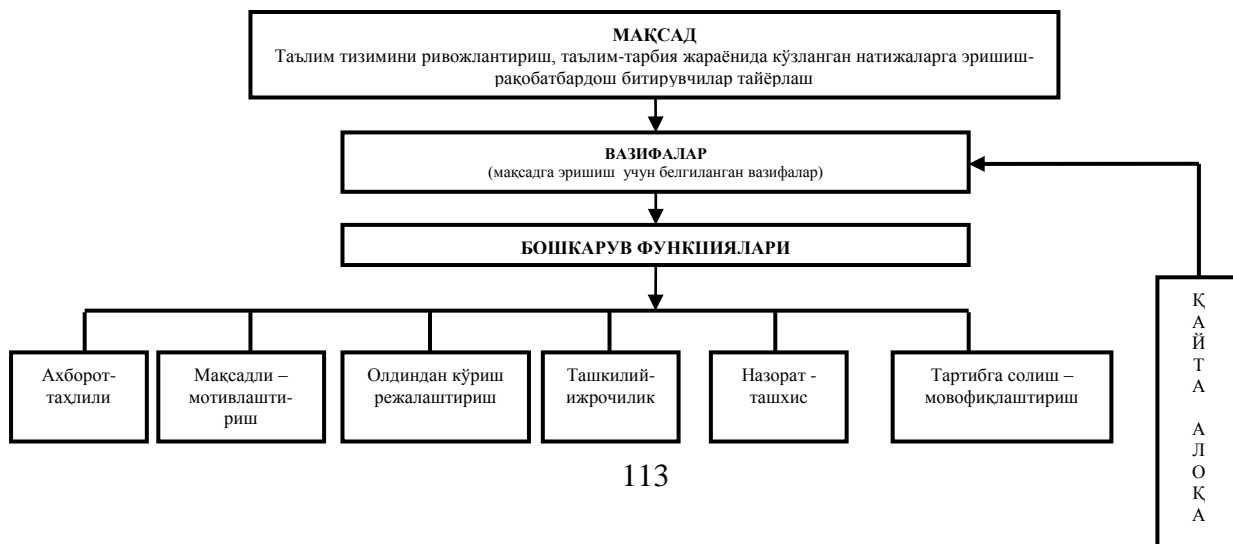 МАҚСАД
Таълим тизимини ривожлантириш, таълим-тарбия жараёнида кўзланган натижаларга эришиш-
рақобатбардош битирувчилар тайёрлаш
ВАЗИФАЛАР
(мақсадга эришиш учун белгиланган вазифалар)
БОШКАРУВ ФУНКПИЯЛАРИ
Ахборот-
таҳлили
Мақсадли –
мотивлашти-
риш
Олдиндан кўриш
режалаштириш
Ташкилий-
ижрочилик
Назорат -
ташхис
Тартибга солиш –
мовофиқлаштириш
Қ
А
Й
Т
А
А
Л
О
Қ
А
113